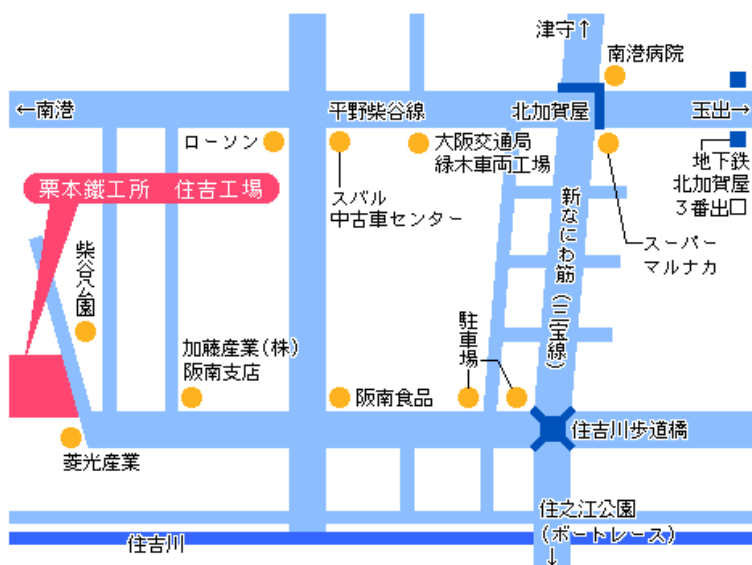 津守↑
南港病院
←南港
平野柴谷線
北加賀屋
玉出→
ローソン
大阪交通局
緑木車両工場
地下鉄
北加賀屋
３番出口
栗本鐵工所　住吉工場
スバル
中古車センター
新なにわ筋（三宝線）
スーパー
マルナカ
柴谷公園
加藤産業(株)
阪南支店
駐車場
阪南食品
住吉川歩道橋
菱光産業
住之江公園
(ボートレース)
↓
住吉川